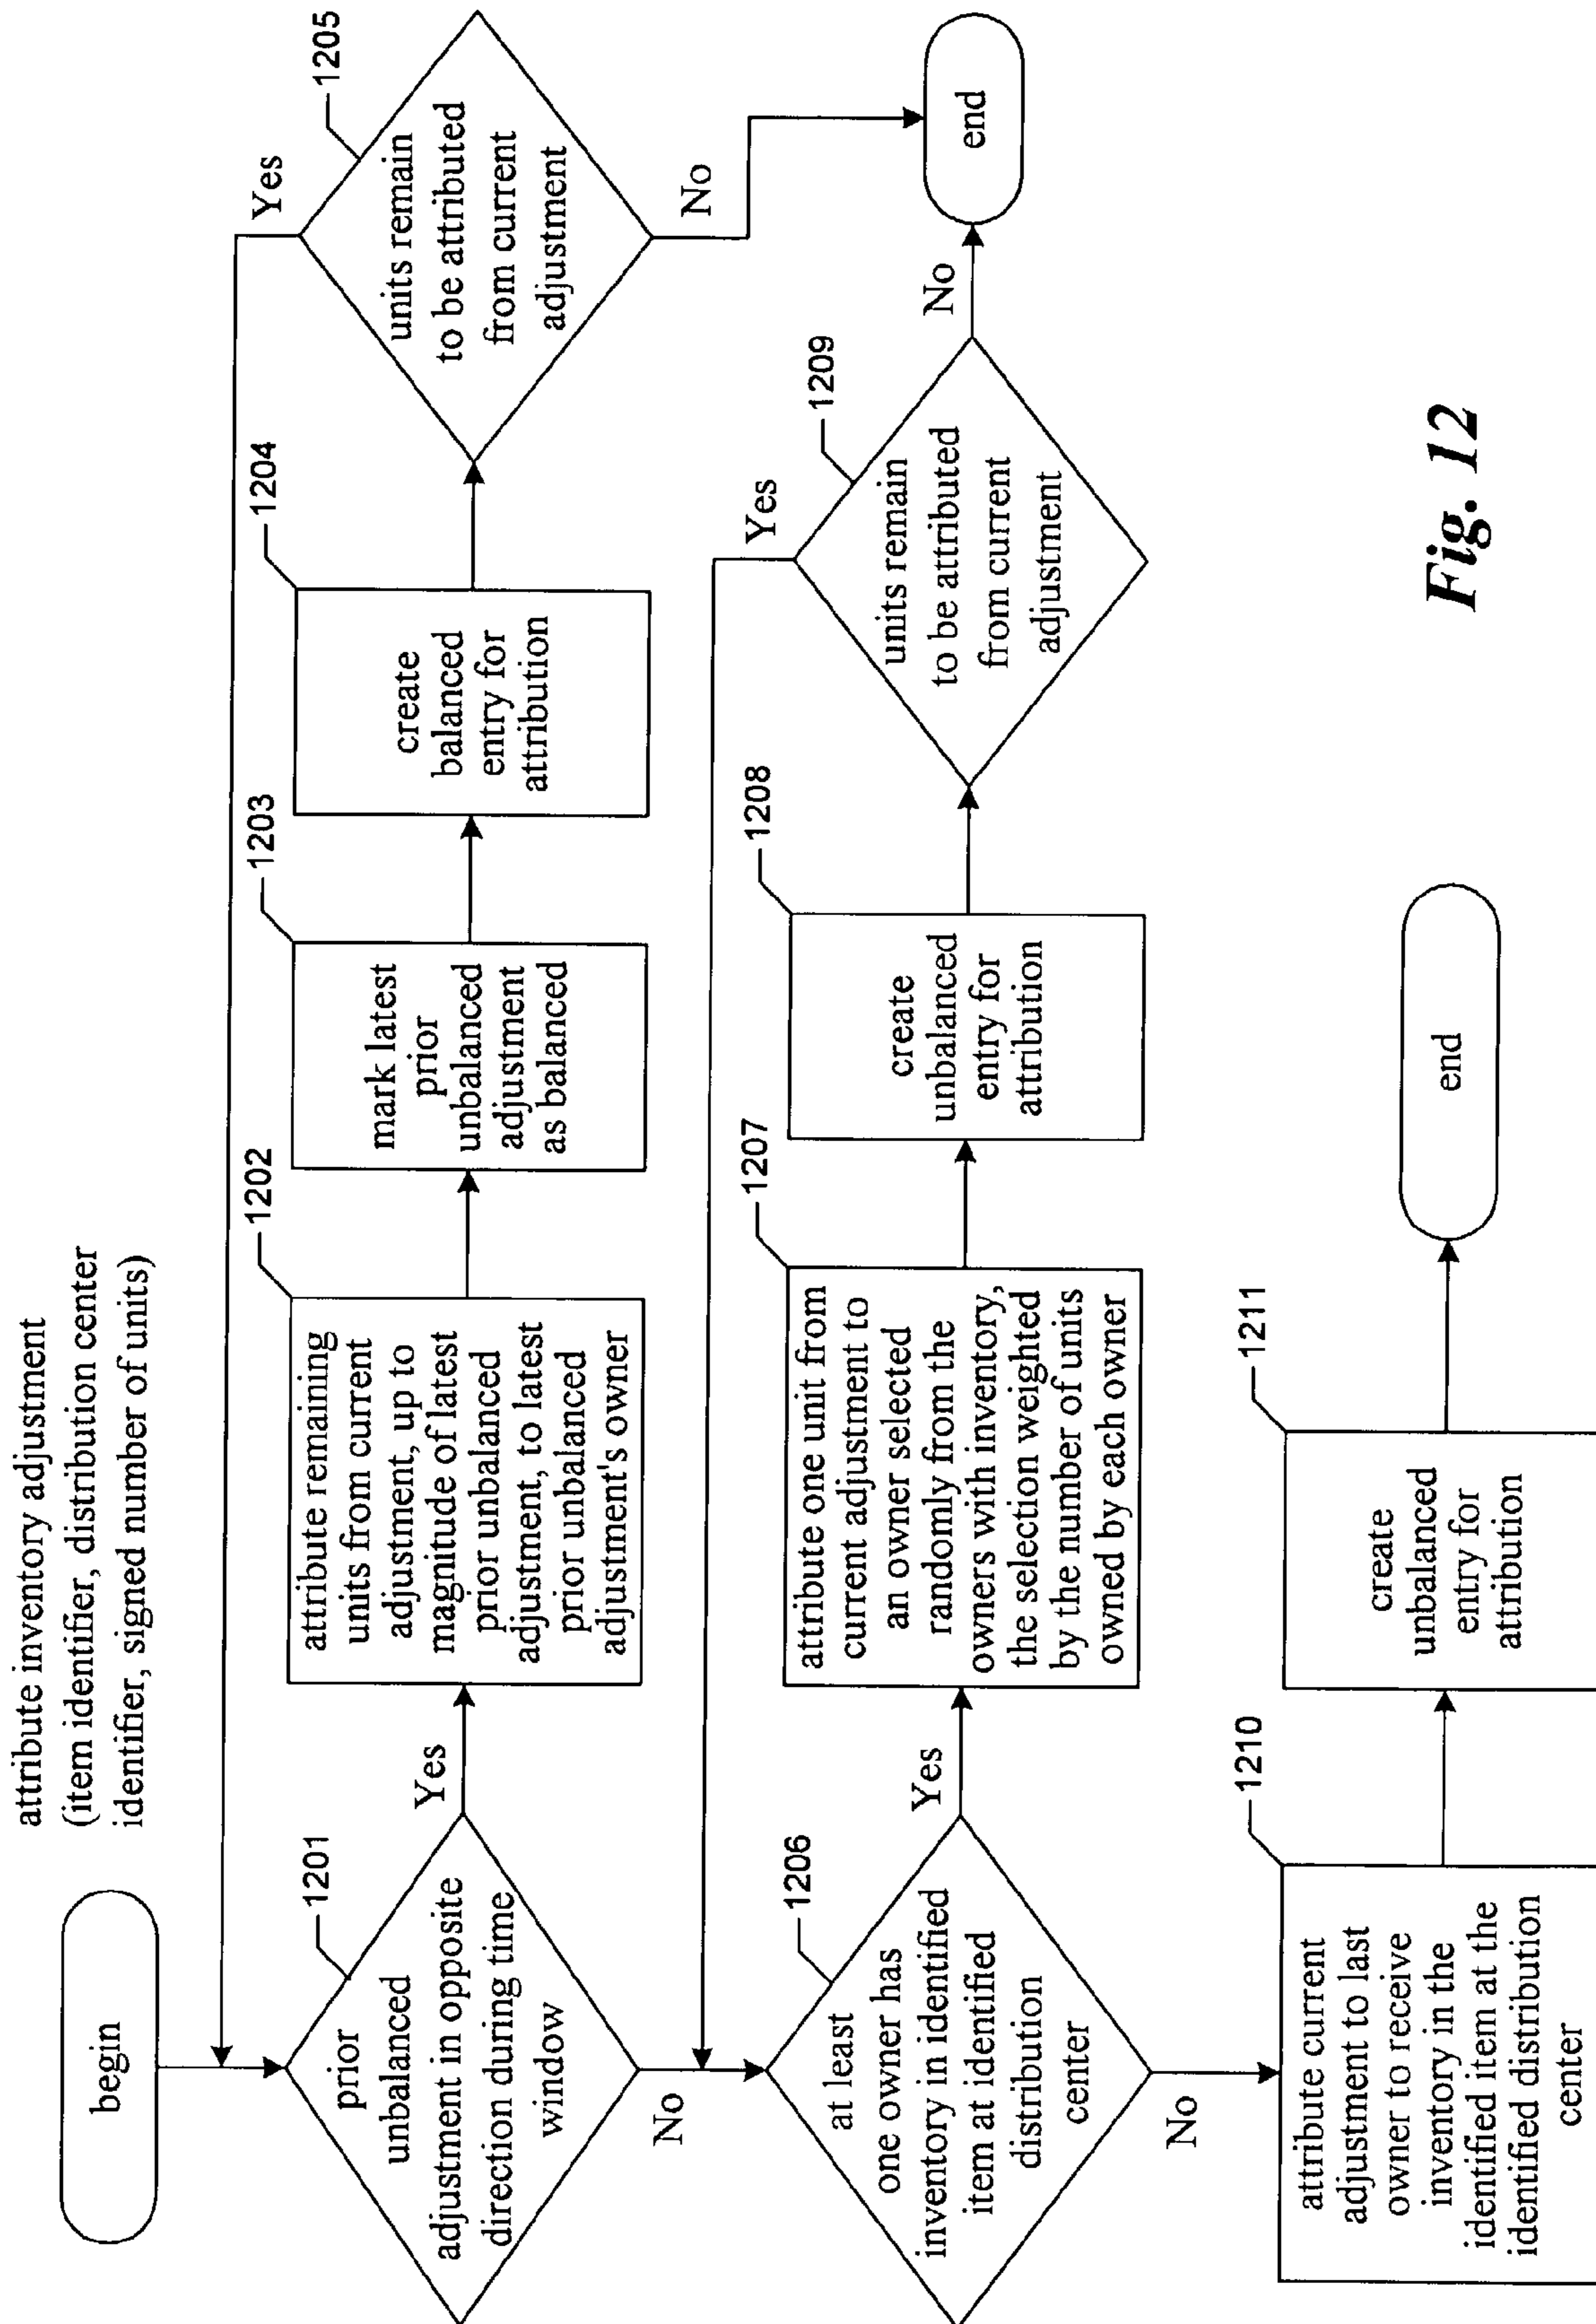 attribute inventory adjustment
(item identifier, distribution center
identifier, signed number of units)
begin
1201
prior
unbalanced
adjustment in opposite
direction during time
window
Yes
No
1202
attribute remaining
units from current
adjustment, up to
magnitude of latest
prior unbalanced
adjustment, to latest
prior unbalanced
adjustment's owner
1203
mark latest
prior
unbalanced
adjustment
as balanced
1204
create
balanced
entry for
attribution
1205
units remain
to be attributed
from current
adjustment
Yes
No
end
1206
at least
one owner has
inventory in identified
item at identified
distribution
center
Yes
No
1207
attribute one unit from
current adjustment to
an owner selected
randomly from the
owners with inventory,
the selection weighted
by the number of units
owned by each owner
1208
create
unbalanced
entry for
attribution
1209
units remain
to be attributed
from current
adjustment
Yes
No
1210
attribute current
adjustment to last
owner to receive
inventory in the
identified item at the
identified distribution
center
1211
create
unbalanced
entry for
attribution
end
Fig. 12